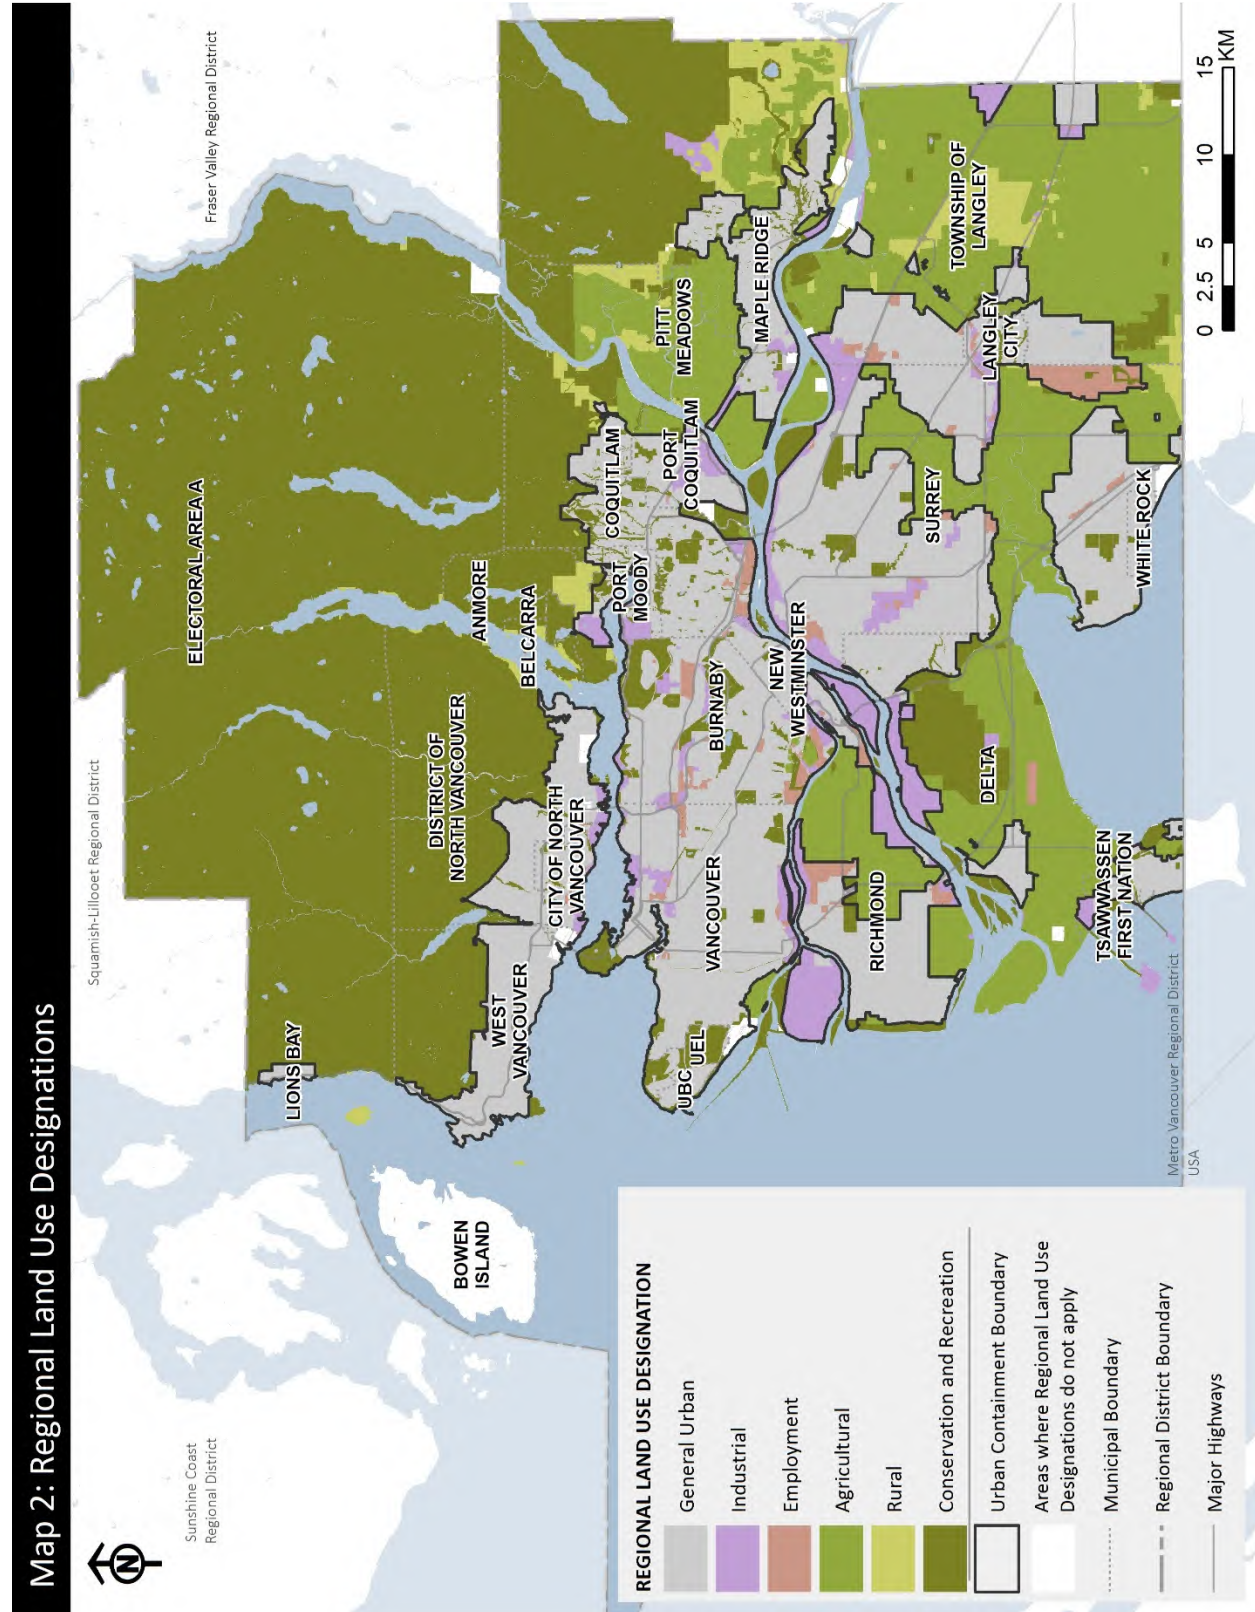 Map 2: Regional Land Use Designations
N
Squamish-Lillooet Regional District
Fraser Valley Regional District
Sunshine Coast
Regional District
ELECTORAL AREA A
LIONS BAY
BOWEN
ISLAND
WEST
VANCOUVER
DISTRICT OF
NORTH VANCOUVER
CITY OF NORTH
VANCOUVER
ANMORE
BELCARRA
PORT
MOODY
COQUITLAM
PORT
COQUITLAM
PITT
MEADOWS
MAPLE RIDGE
UBC
UEL
VANCOUVER
BURNABY
NEW
WESTMINSTER
RICHMOND
DELTA
SURREY
LANGLEY
CITY
TOWNSHIP OF
LANGLEY
TSAWWASSEN
FIRST NATION
WHITE ROCK
Metro Vancouver Regional District
USA
REGIONAL LAND USE DESIGNATION
General Urban
Industrial
Employment
Agricultural
Rural
Conservation and Recreation
Urban Containment Boundary
Areas where Regional Land Use
Designations do not apply
Municipal Boundary
Regional District Boundary
Major Highways
0 2.5 5 10 15
KM